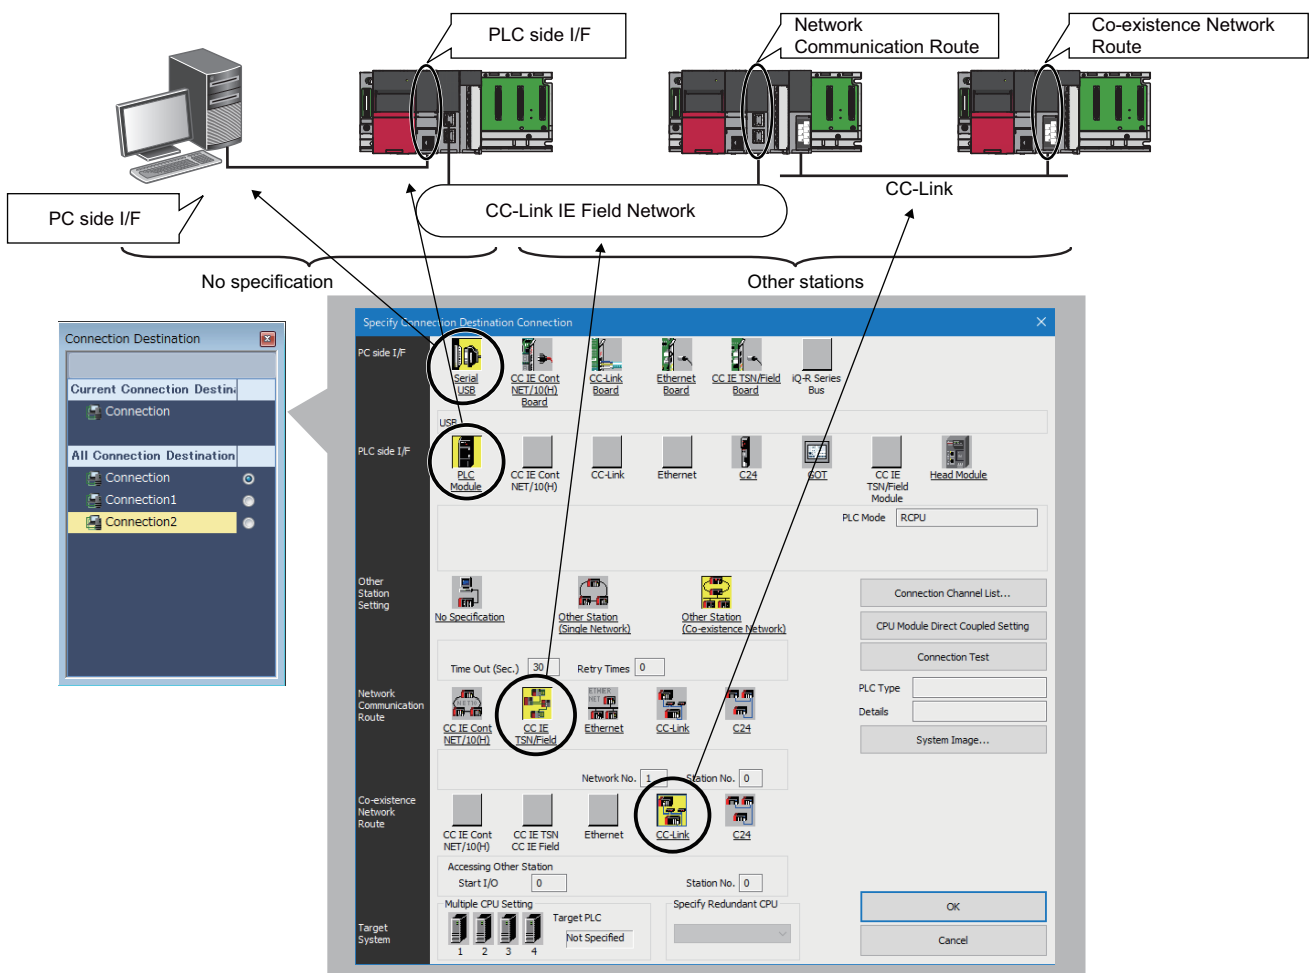 PLC side I/F
Network
Communication Route
Co-existence Network
Route
PC side I/F
CC-Link IE Field Network
CC-Link
No specification
Other stations
Connection Destination
Current Connection Destina
Connection
All Connection Destination
Connection
Connection1
Connection2
Specify Connection Destination Connection
PC side I/F
Serial
USB
CC IE Cont
NET/10(H)
Board
CC-Link
Board
Ethernet
Board
CC IE TSN/Field
Board
iQ-R Series
Bus
USB
PLC side I/F
PLC
Module
CC IE Cont
NET/10(H)
CC-Link
Ethernet
C24
GOT
CC IE
TSN/Field
Module
Head Module
PLC Mode RCPU
Other
Station
Setting
No Specification
Other Station
(Single Network)
Other Station
(Co-existence Network)
Time Out (Sec.) 30 Retry Times 0
Connection Channel List...
CPU Module Direct Coupled Setting
Connection Test
PLC Type
Details
System Image...
Network
Communication
Route
CC IE Cont
NET/10(H)
CC IE
TSN/Field
ETHER
NET
Ethernet
CC-Link
C24
Network No. 1 Station No. 0
Co-existence
Network
Route
CC IE Cont
NET/10(H)
CC IE TSN
CC IE Field
Ethernet
CC-Link
C24
Accessing Other Station
Start I/O 0 Station No. 0
Target
System
Multiple CPU Setting
1 2 3 4
Target PLC
Not Specified
Specify Redundant CPU
OK
Cancel